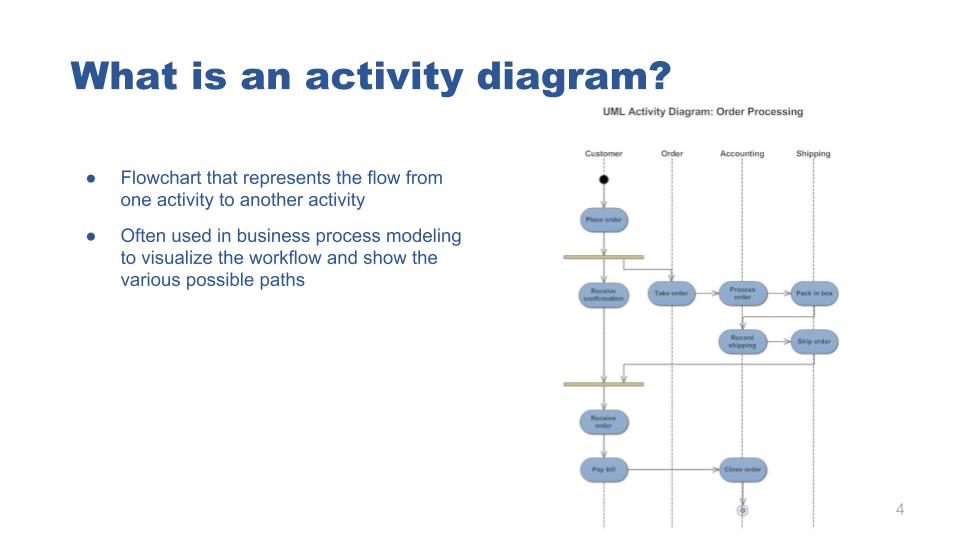 What is an activity diagram?
UML Activity Diagram: Order Processing
● Flowchart that represents the flow from
one activity to another activity
● Often used in business process modeling
to visualize the workflow and show the
various possible paths
Customer Order Accounting Shipping
Place order
Receive
confirmation
Take order
Process
order
Pack in box
Record
shipping
Ship order
Receive
order
Pay bill
Close order
4